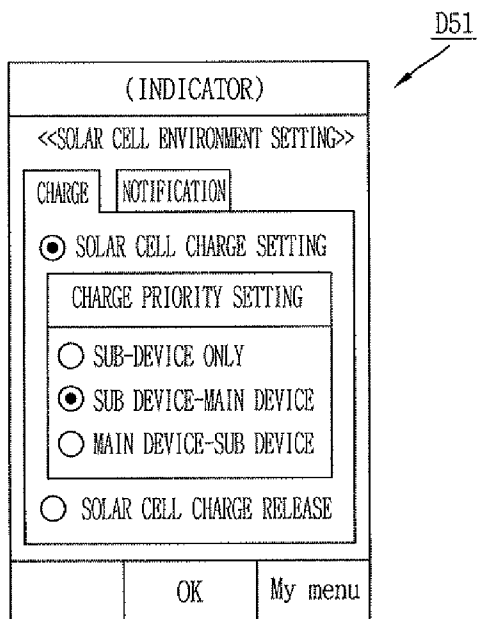 D51
(INDICATOR)
<<SOLAR CELL ENVIRONMENT SETTING>>
CHARGE NOTIFICATION
SOLAR CELL CHARGE SETTING
CHARGE PRIORITY SETTING
SUB-DEVICE ONLY
SUB DEVICE-MAIN DEVICE
MAIN DEVICE-SUB DEVICE
SOLAR CELL CHARGE RELEASE
OK My menu